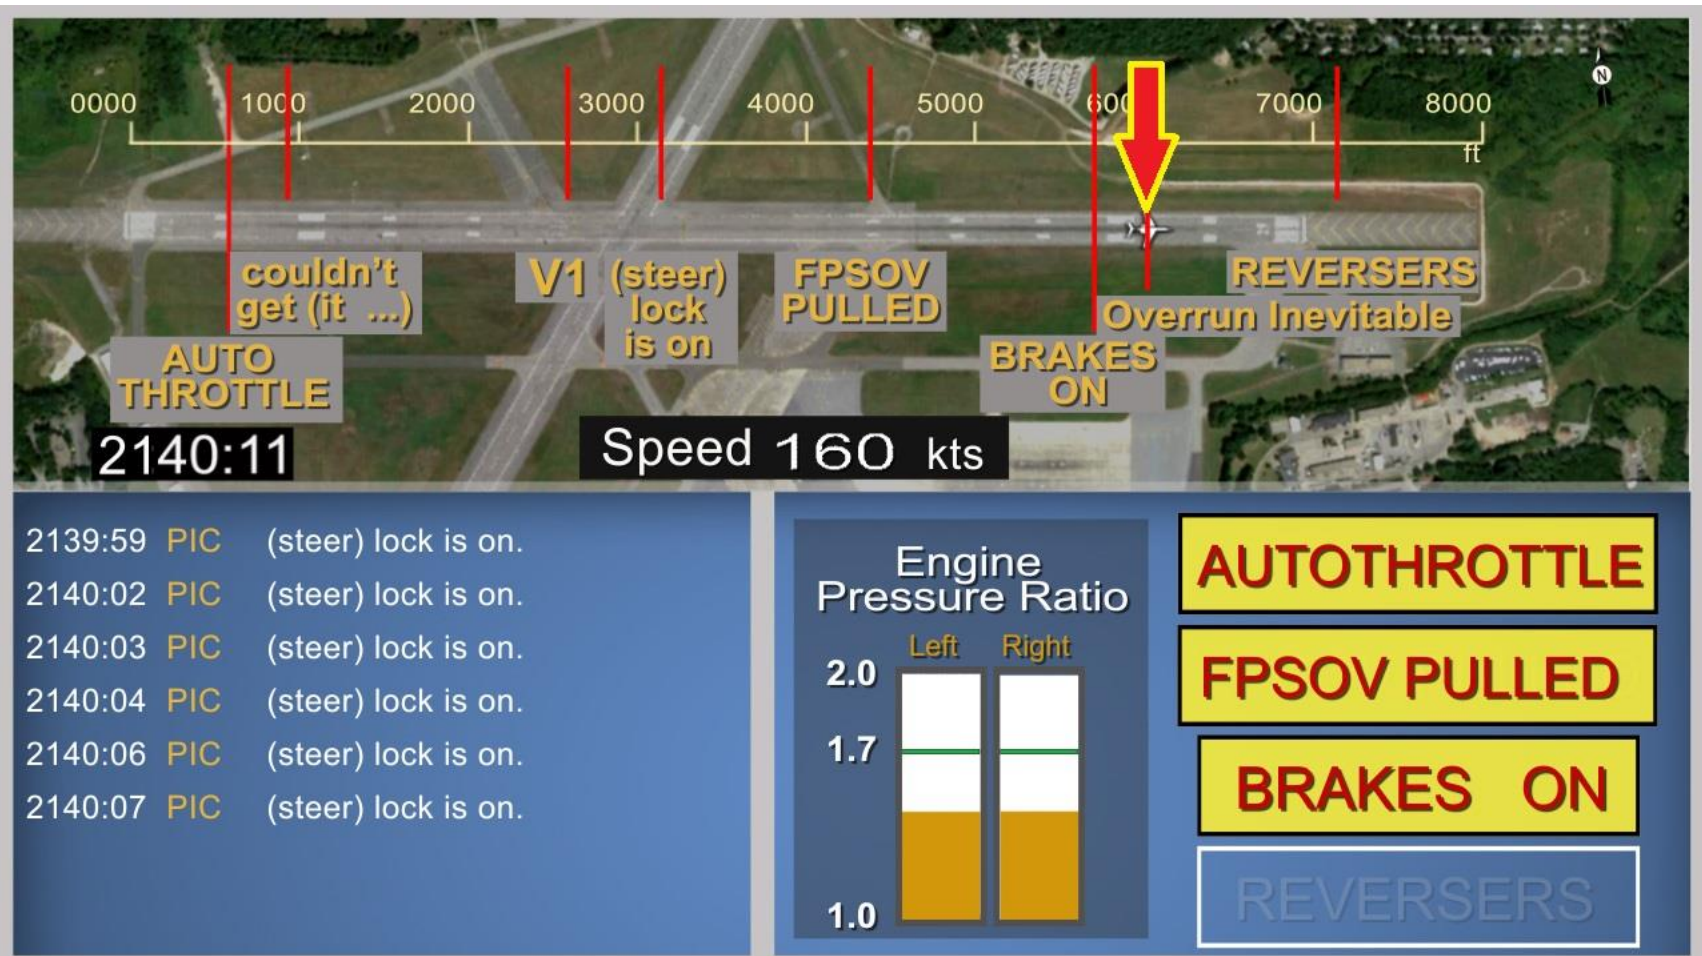 0000 1000 2000 3000 4000 5000 600 7000 8000
ft
N
couldn't
get (it ...)
V1
(steer)
lock
is on
FPSOV
PULLED
REVERSERS
Overrun Inevitable
AUTO
THROTTLE
BRAKES
ON
2140:11
Speed 160 kts
2139:59 PIC (steer) lock is on.
2140:02 PIC (steer) lock is on.
2140:03 PIC (steer) lock is on.
2140:04 PIC (steer) lock is on.
2140:06 PIC (steer) lock is on.
2140:07 PIC (steer) lock is on.
Engine
Pressure Ratio
Left Right
2.0
1.7
1.0
AUTOTHROTTLE
FPSOV PULLED
BRAKES ON
REVERSERS